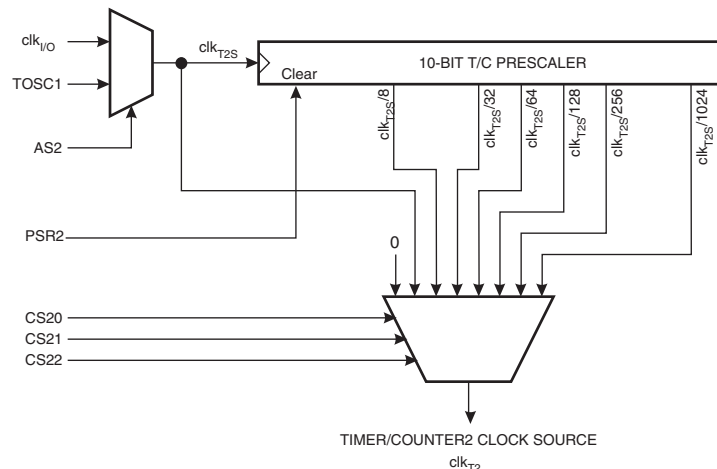 clkI/O
clkT2S
10-BIT T/C PRESCALER
TOSC1
Clear
clkT2S/8
clkT2S/32
clkT2S/64
clkT2S/128
clkT2S/256
clkT2S/1024
AS2
PSR2
0
CS20
CS21
CS22
TIMER/COUNTER2 CLOCK SOURCE
clkT2